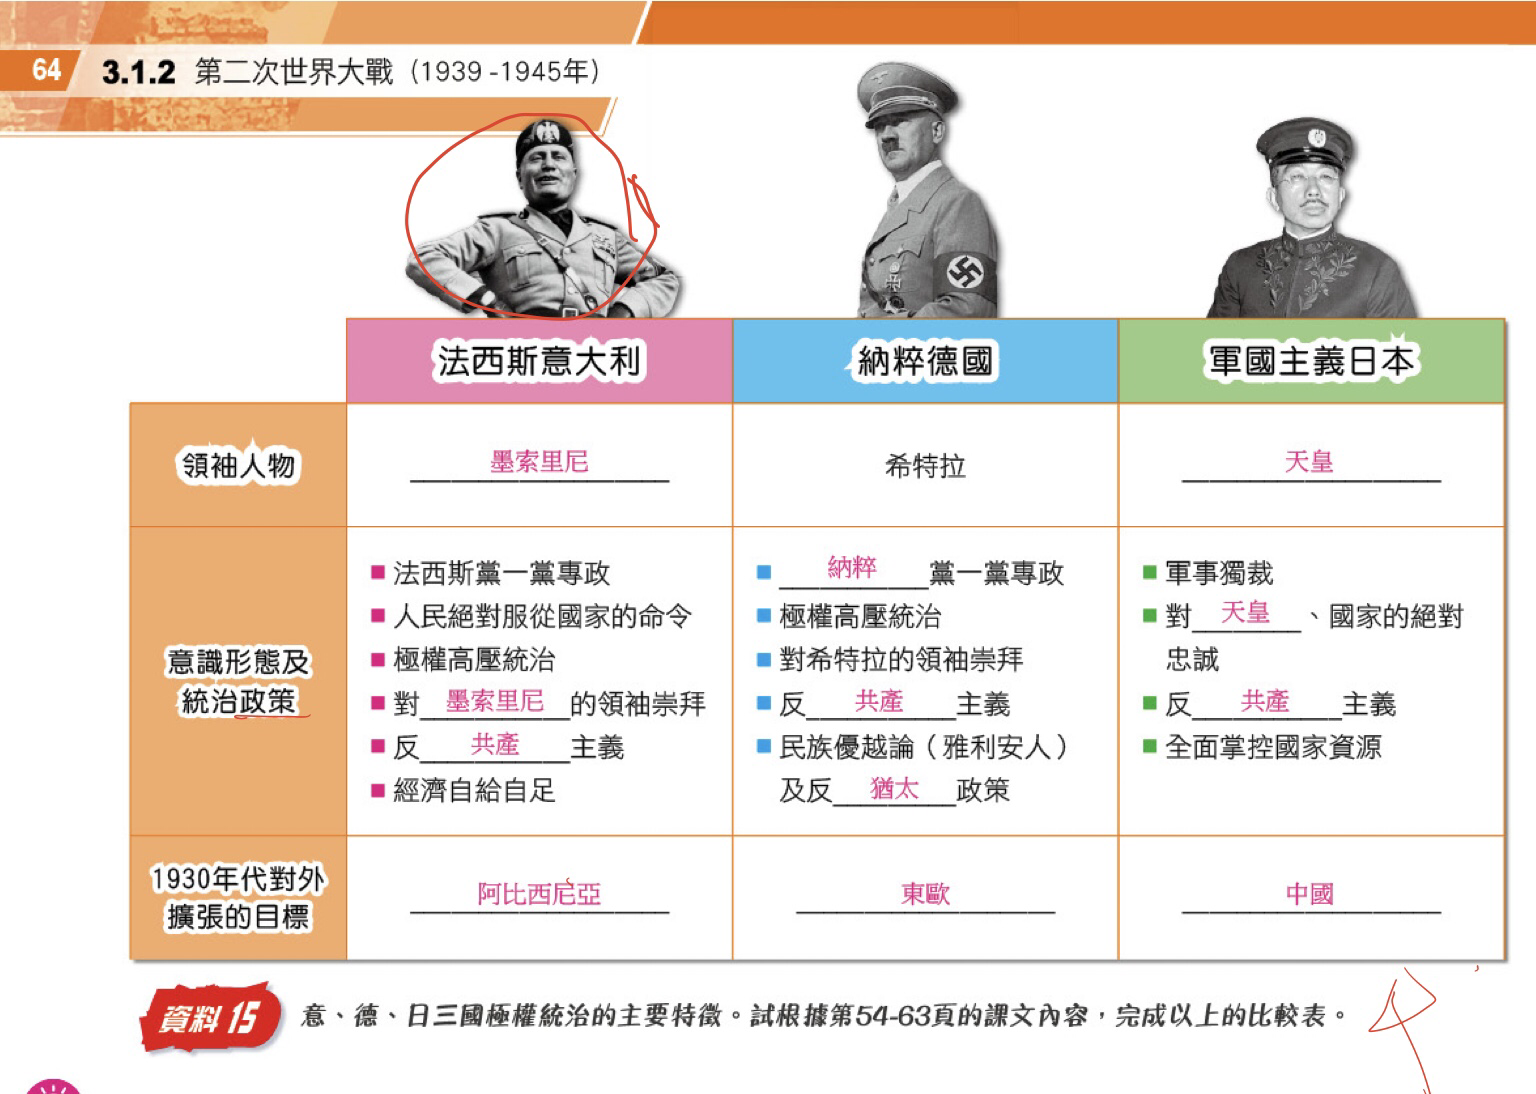 64
3.1.2 第二次世界大戰（1939 -1945年）
法西斯意大利
納粹德國
軍國主義日本
領袖人物
墨索里尼
希特拉
天皇
意識形態及
統治政策
法西斯黨一黨專政
人民絕對服從國家的命令
極權高壓統治
對墨索里尼的領袖崇拜
反共產主義
經濟自給自足
納粹黨一黨專政
極權高壓統治
對希特拉的領袖崇拜
反共產主義
民族優越論（雅利安人）
及反猶太政策
軍事獨裁
對天皇、國家的絕對
忠誠
反共產主義
全面掌控國家資源
1930年代對外
擴張的目標
阿比西尼亞
東歐
中國
資料 15
意、德、日三國極權統治的主要特徵。試根據第54-63頁的課文內容，完成以上的比較表。